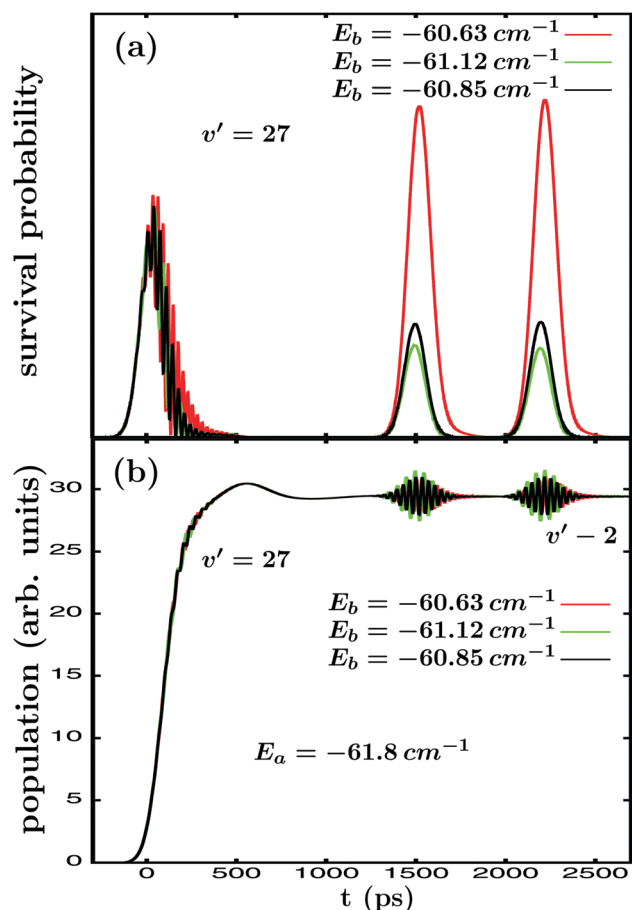 (a)
E_b = −60.63 cm⁻¹
E_b = −61.12 cm⁻¹
E_b = −60.85 cm⁻¹
v′ = 27
survival probability
(b)
30
25
20
15
10
5
0
v′ − 2
v′ = 27
E_b = −60.63 cm⁻¹
E_b = −61.12 cm⁻¹
E_b = −60.85 cm⁻¹
E_a = −61.8 cm⁻¹
population (arb. units)
0 500 1000 1500 2000 2500
t (ps)